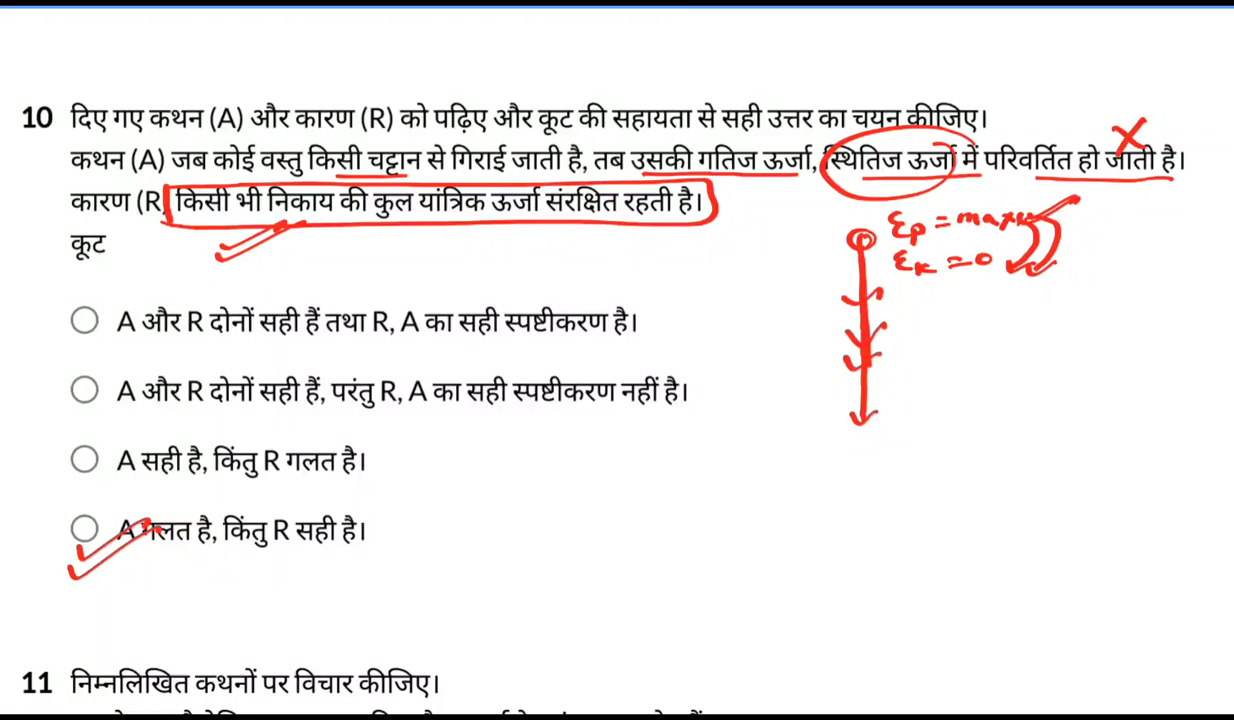 10 दिए गए कथन (A) और कारण (R) को पढ़िए और कूट की सहायता से सही उत्तर का चयन कीजिए।
कथन (A) जब कोई वस्तु किसी चट्टान से गिराई जाती है, तब उसकी गतिज ऊर्जा, स्थितिज ऊर्जा में परिवर्तित हो जाती है।
कारण (R) किसी भी निकाय की कुल यांत्रिक ऊर्जा संरक्षित रहती है।
Ep = max
Ek = 0
कूट
A और R दोनों सही हैं तथा R, A का सही स्पष्टीकरण है।
A और R दोनों सही हैं, परंतु R, A का सही स्पष्टीकरण नहीं है।
A सही है, किंतु R गलत है।
A गलत है, किंतु R सही है।
11 निम्नलिखित कथनों पर विचार कीजिए।